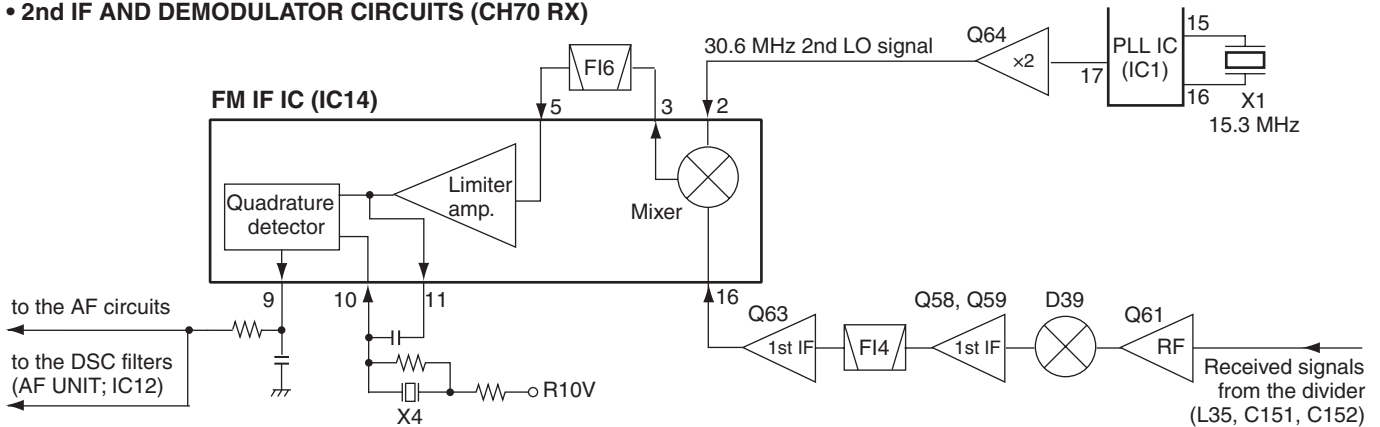 • 2nd IF AND DEMODULATOR CIRCUITS (CH70 RX)
FI6
30.6 MHz 2nd LO signal
Q64
×2
PLL IC
(IC1)
15
17
16
X1
15.3 MHz
FM IF IC (IC14)
5
3
2
Quadrature
detector
Limiter
amp.
Mixer
9
10
11
16
to the AF circuits
to the DSC filters
(AF UNIT; IC12)
X4
R10V
Q63
1st IF
FI4
Q58, Q59
1st IF
D39
Q61
RF
Received signals
from the divider
(L35, C151, C152)